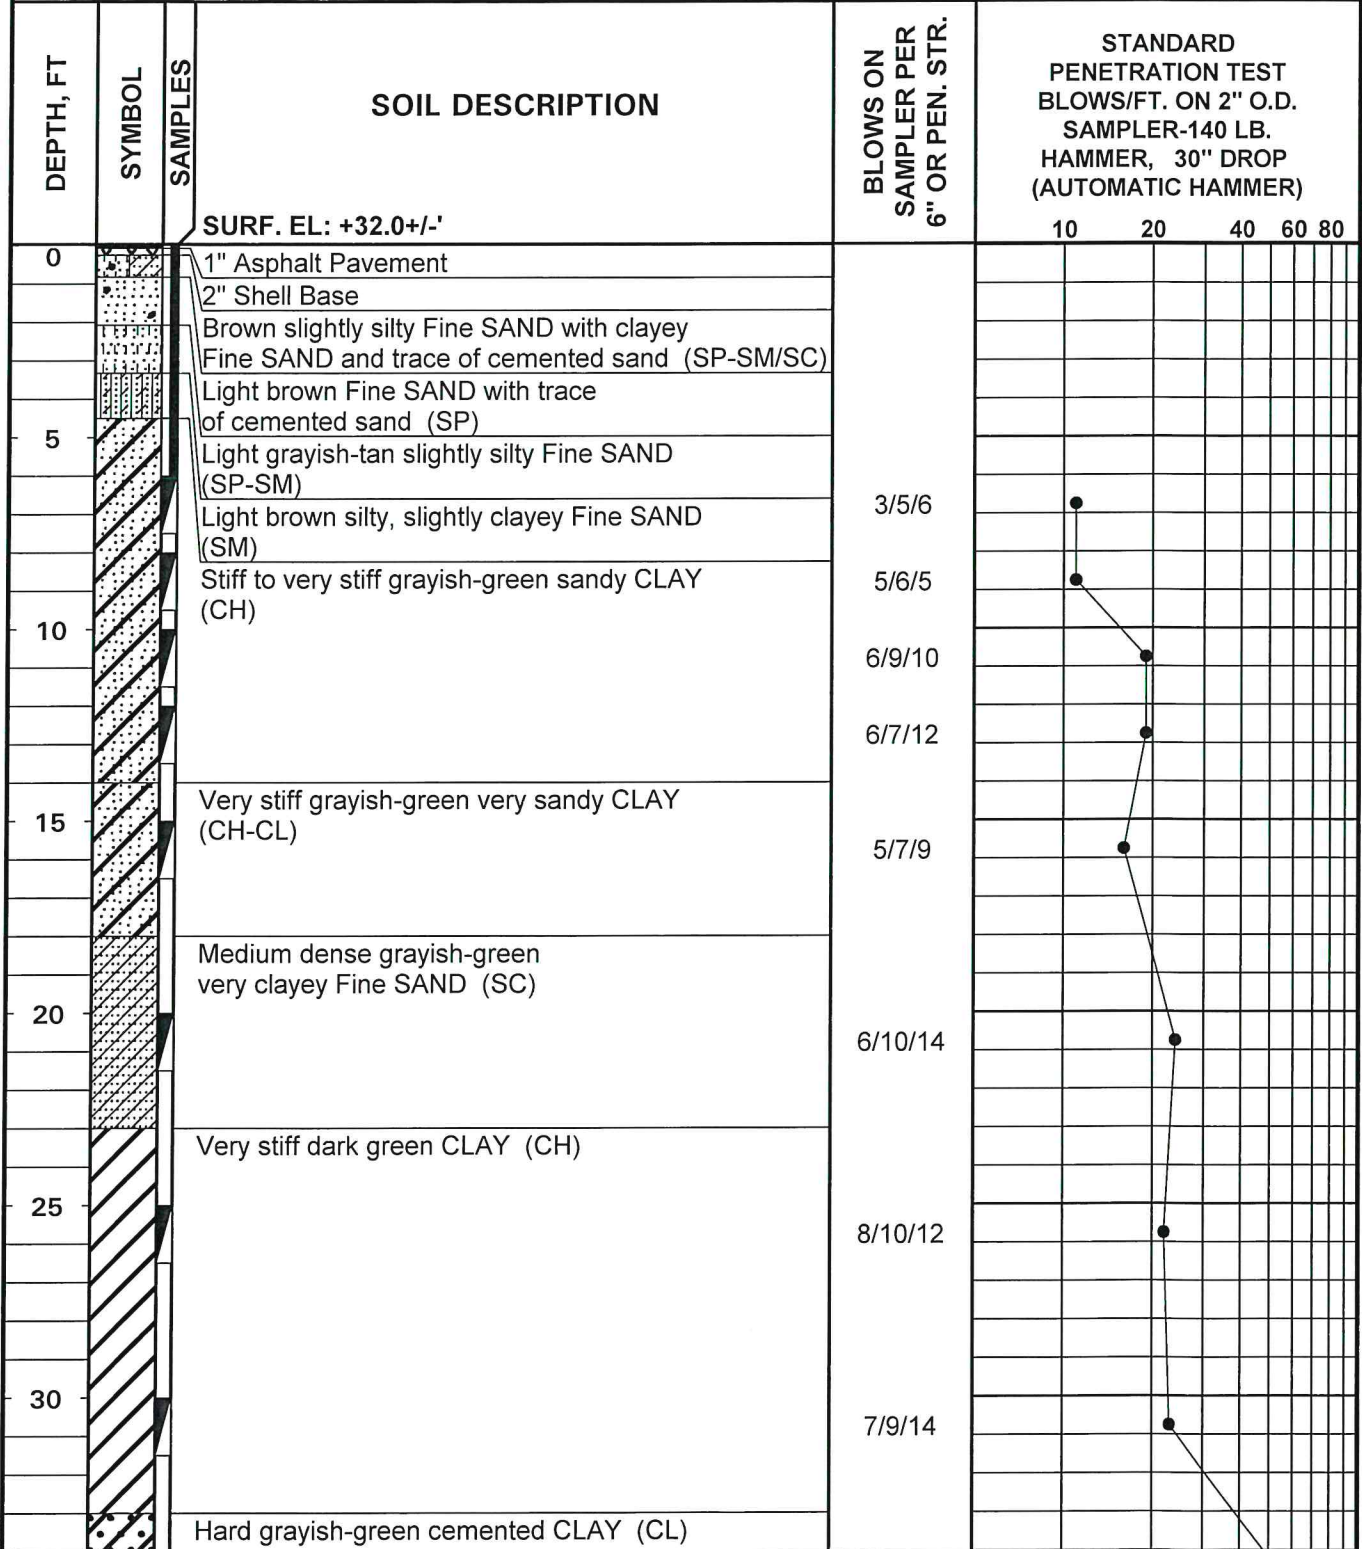 DEPTH, FT
SYMBOL
SAMPLES
SOIL DESCRIPTION
SURF. EL: +32.0+/-'
BLOWS ON
SAMPLER PER
6" OR PEN. STR.
STANDARD
PENETRATION TEST
BLOWS/FT. ON 2" O.D.
SAMPLER-140 LB.
HAMMER, 30" DROP
(AUTOMATIC HAMMER)
10 20 40 60 80
0
1" Asphalt Pavement
2" Shell Base
Brown slightly silty Fine SAND with clayey
Fine SAND and trace of cemented sand (SP-SM/SC)
Light brown Fine SAND with trace
of cemented sand (SP)
5
Light grayish-tan slightly silty Fine SAND
(SP-SM)
3/5/6
Light brown silty, slightly clayey Fine SAND
(SM)
Stiff to very stiff grayish-green sandy CLAY
(CH)
5/6/5
10
6/9/10
6/7/12
Very stiff grayish-green very sandy CLAY
(CH-CL)
15
5/7/9
Medium dense grayish-green
very clayey Fine SAND (SC)
20
6/10/14
Very stiff dark green CLAY (CH)
25
8/10/12
30
7/9/14
Hard grayish-green cemented CLAY (CL)